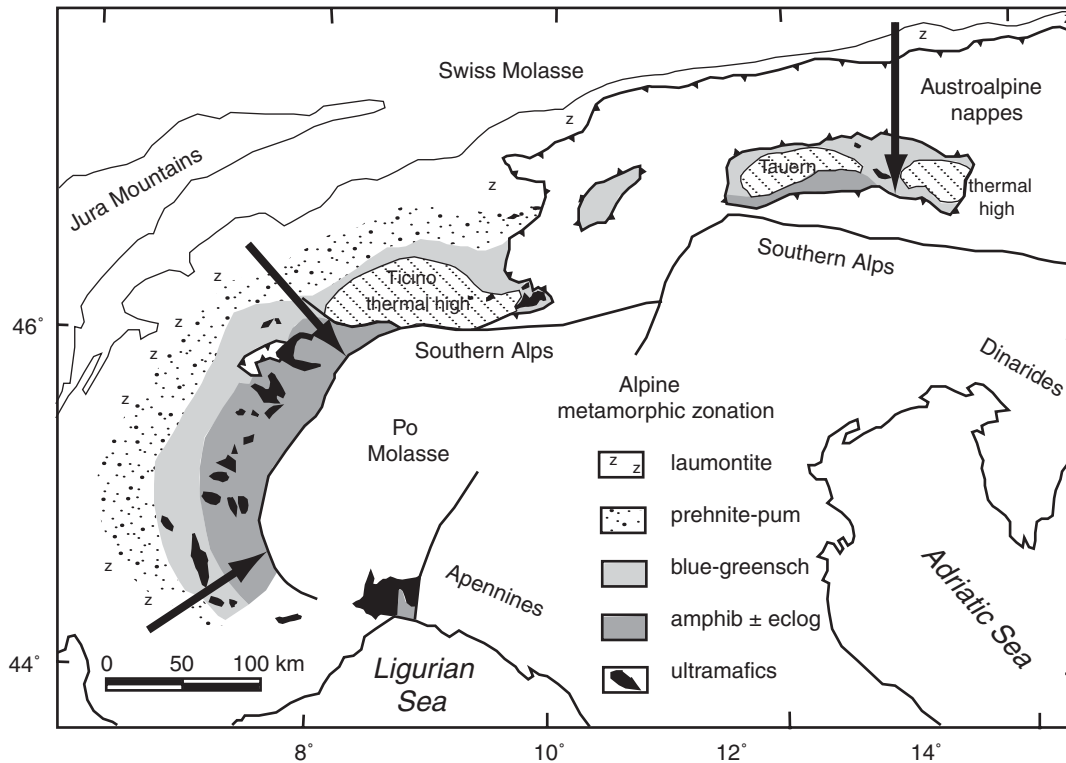 z
z
Swiss Molasse
Austroalpine
nappes
z
Jura Mountains
Tauern
z
thermal
high
Southern Alps
z
Ticino
thermal high
46°
z
Southern Alps
z
Dinarides
Alpine
metamorphic zonation
z
Po
Molasse
z
z
laumontite
prehnite-pum
z
Apennines
blue-greensch
Adriatic Sea
z
amphib ± eclog
44°
0
50
100 km
Ligurian
Sea
ultramafics
8°
10°
12°
14°